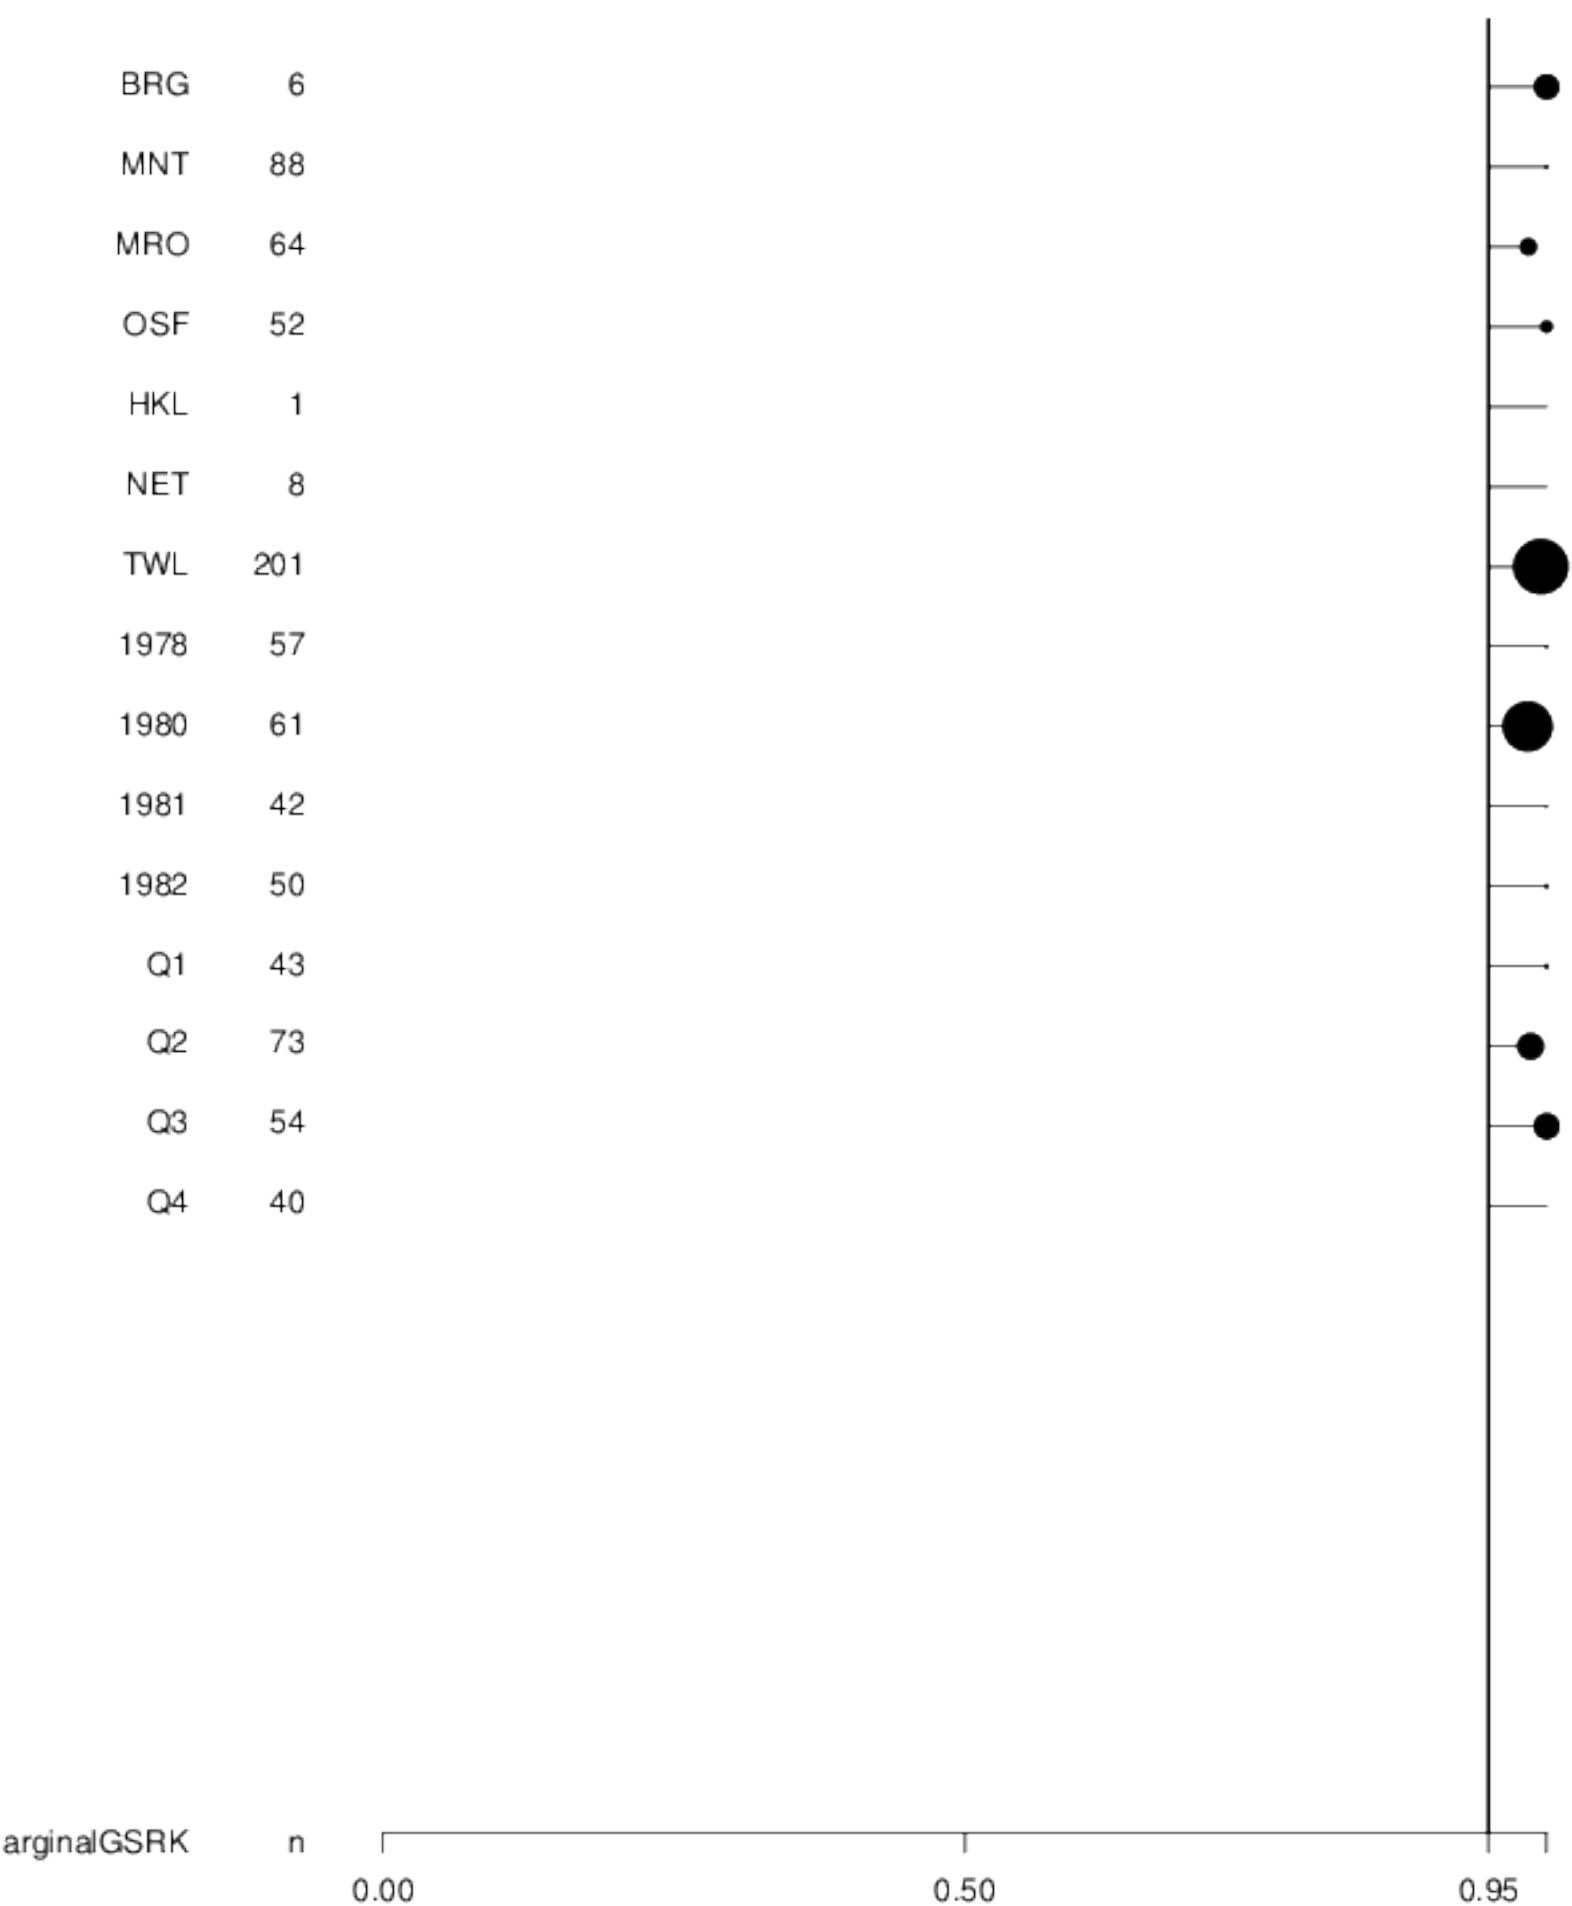 BRG 6
MNT 88
MRO 64
OSF 52
HKL 1
NET 8
TWL 201
1978 57
1980 61
1981 42
1982 50
Q1 43
Q2 73
Q3 54
Q4 40
arginalGSRK n
0.00 0.50 0.95